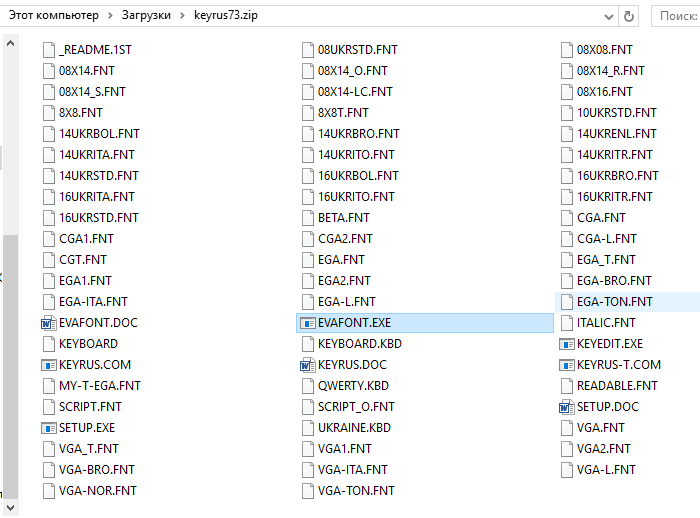 Этот компьютер > Загрузки > keyrus73.zip Поиск:
_README.1ST 08UKRSTD.FNT 08X08.FNT
08X14.FNT 08X14_O.FNT 08X14_R.FNT
08X14_S.FNT 08X14-LC.FNT 08X16.FNT
8X8.FNT 8X8T.FNT 10UKRSTD.FNT
14UKRBOL.FNT 14UKRBRO.FNT 14UKRENL.FNT
14UKRITA.FNT 14UKRITO.FNT 14UKRITR.FNT
14UKRSTD.FNT 16UKRBOL.FNT 16UKRBRO.FNT
16UKRITA.FNT 16UKRITO.FNT 16UKRITR.FNT
16UKRSTD.FNT BETA.FNT CGA.FNT
CGA1.FNT CGA2.FNT CGA-L.FNT
CGT.FNT EGA.FNT EGA_T.FNT
EGA1.FNT EGA2.FNT EGA-BRO.FNT
EGA-ITA.FNT EGA-L.FNT EGA-TON.FNT
EVAFONT.DOC EVAFONT.EXE ITALIC.FNT
KEYBOARD KEYBOARD.KBD KEYEDIT.EXE
KEYRUS.COM KEYRUS.DOC KEYRUS-T.COM
MY-T-EGA.FNT QWERTY.KBD READABLE.FNT
SCRIPT.FNT SCRIPT_O.FNT SETUP.DOC
SETUP.EXE UKRAINE.KBD VGA.FNT
VGA_T.FNT VGA1.FNT VGA2.FNT
VGA-BRO.FNT VGA-ITA.FNT VGA-L.FNT
VGA-NOR.FNT VGA-TON.FNT